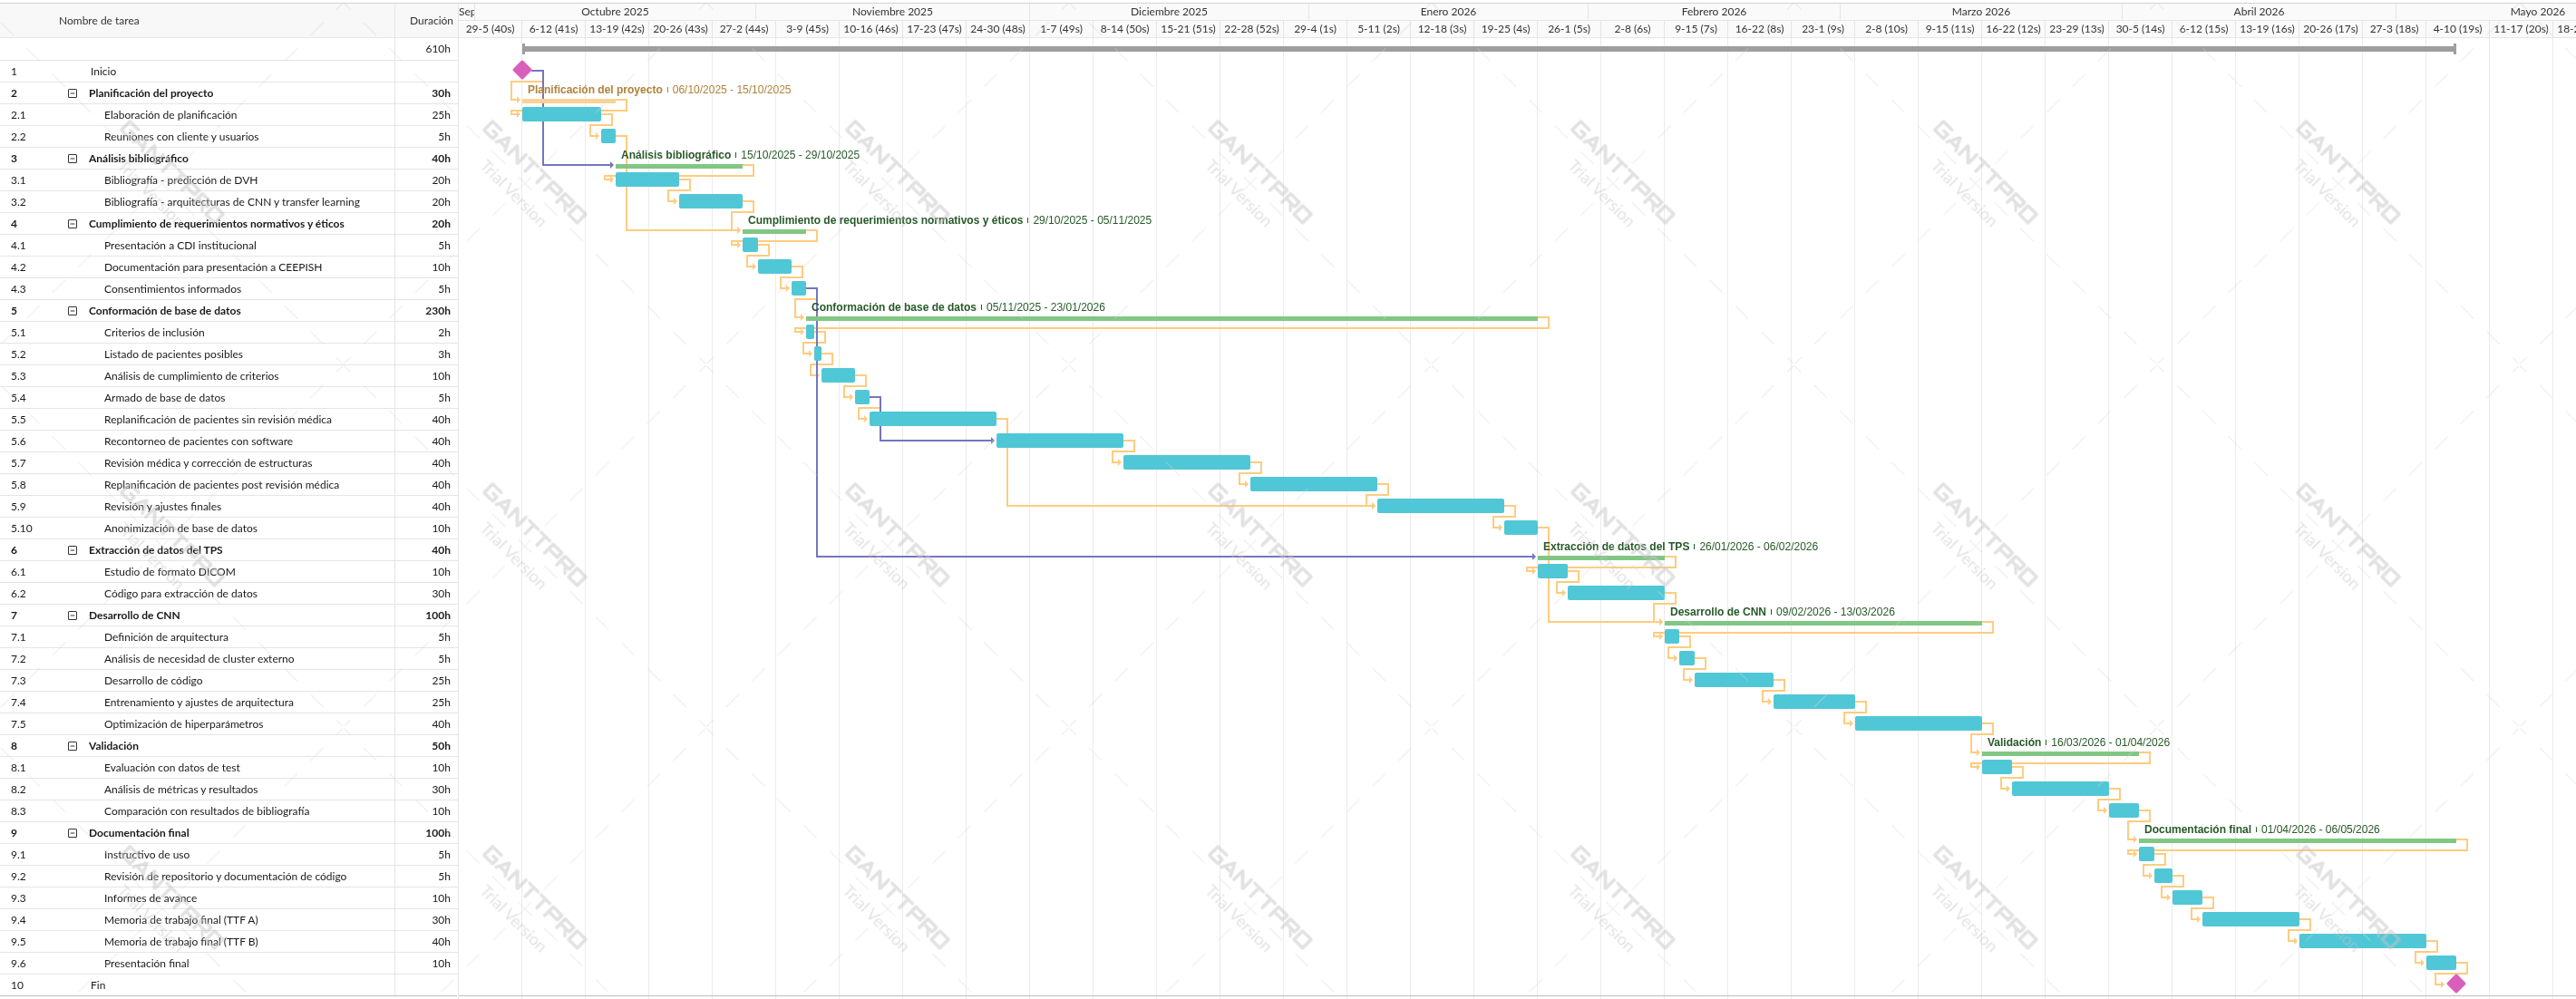 Nombre de tarea Duración
Sep Octubre 2025 Noviembre 2025 Diciembre 2025 Enero 2026 Febrero 2026 Marzo 2026 Abril 2026 Mayo 2026
29-5 (40s) 6-12 (41s) 13-19 (42s) 20-26 (43s) 27-2 (44s) 3-9 (45s) 10-16 (46s) 17-23 (47s) 24-30 (48s) 1-7 (49s) 8-14 (50s) 15-21 (51s) 22-28 (52s) 29-4 (1s) 5-11 (2s) 12-18 (3s) 19-25 (4s) 26-1 (5s) 2-8 (6s) 9-15 (7s) 16-22 (8s) 23-1 (9s) 2-8 (10s) 9-15 (11s) 16-22 (12s) 23-29 (13s) 30-5 (14s) 6-12 (15s) 13-19 (16s) 20-26 (17s) 27-3 (18s) 4-10 (19s) 11-17 (20s) 18-2
610h
1 Inicio
2 Planificación del proyecto 30h
Planificación del proyecto 06/10/2025 - 15/10/2025
2.1 Elaboración de planificación 25h
2.2 Reuniones con cliente y usuarios 5h
3 Análisis bibliográfico 40h
Análisis bibliográfico 15/10/2025 - 29/10/2025
3.1 Bibliografía - predicción de DVH 20h
3.2 Bibliografía - arquitecturas de CNN y transfer learning 20h
4 Cumplimiento de requerimientos normativos y éticos 20h
Cumplimiento de requerimientos normativos y éticos 29/10/2025 - 05/11/2025
4.1 Presentación a CDI institucional 5h
4.2 Documentación para presentación a CEEPISH 10h
4.3 Consentimientos informados 5h
5 Conformación de base de datos 230h
Conformación de base de datos 05/11/2025 - 23/01/2026
5.1 Criterios de inclusión 2h
5.2 Listado de pacientes posibles 3h
5.3 Análisis de cumplimiento de criterios 10h
5.4 Armado de base de datos 5h
5.5 Replanificación de pacientes sin revisión médica 40h
5.6 Recontorneo de pacientes con software 40h
5.7 Revisión médica y corrección de estructuras 40h
5.8 Replanificación de pacientes post revisión médica 40h
5.9 Revisión y ajustes finales 40h
5.10 Anonimización de base de datos 10h
6 Extracción de datos del TPS 40h
Extracción de datos del TPS 26/01/2026 - 06/02/2026
6.1 Estudio de formato DICOM 10h
6.2 Código para extracción de datos 30h
7 Desarrollo de CNN 100h
Desarrollo de CNN 09/02/2026 - 13/03/2026
7.1 Definición de arquitectura 5h
7.2 Análisis de necesidad de cluster externo 5h
7.3 Desarrollo de código 25h
7.4 Entrenamiento y ajustes de arquitectura 25h
7.5 Optimización de hiperparámetros 40h
8 Validación 50h
Validación 16/03/2026 - 01/04/2026
8.1 Evaluación con datos de test 10h
8.2 Análisis de métricas y resultados 30h
8.3 Comparación con resultados de bibliografía 10h
9 Documentación final 100h
Documentación final 01/04/2026 - 06/05/2026
9.1 Instructivo de uso 5h
9.2 Revisión de repositorio y documentación de código 5h
9.3 Informes de avance 10h
9.4 Memoria de trabajo final (TTF A) 30h
9.5 Memoria de trabajo final (TTF B) 40h
9.6 Presentación final 10h
10 Fin
GANTTPRO
Trial Version